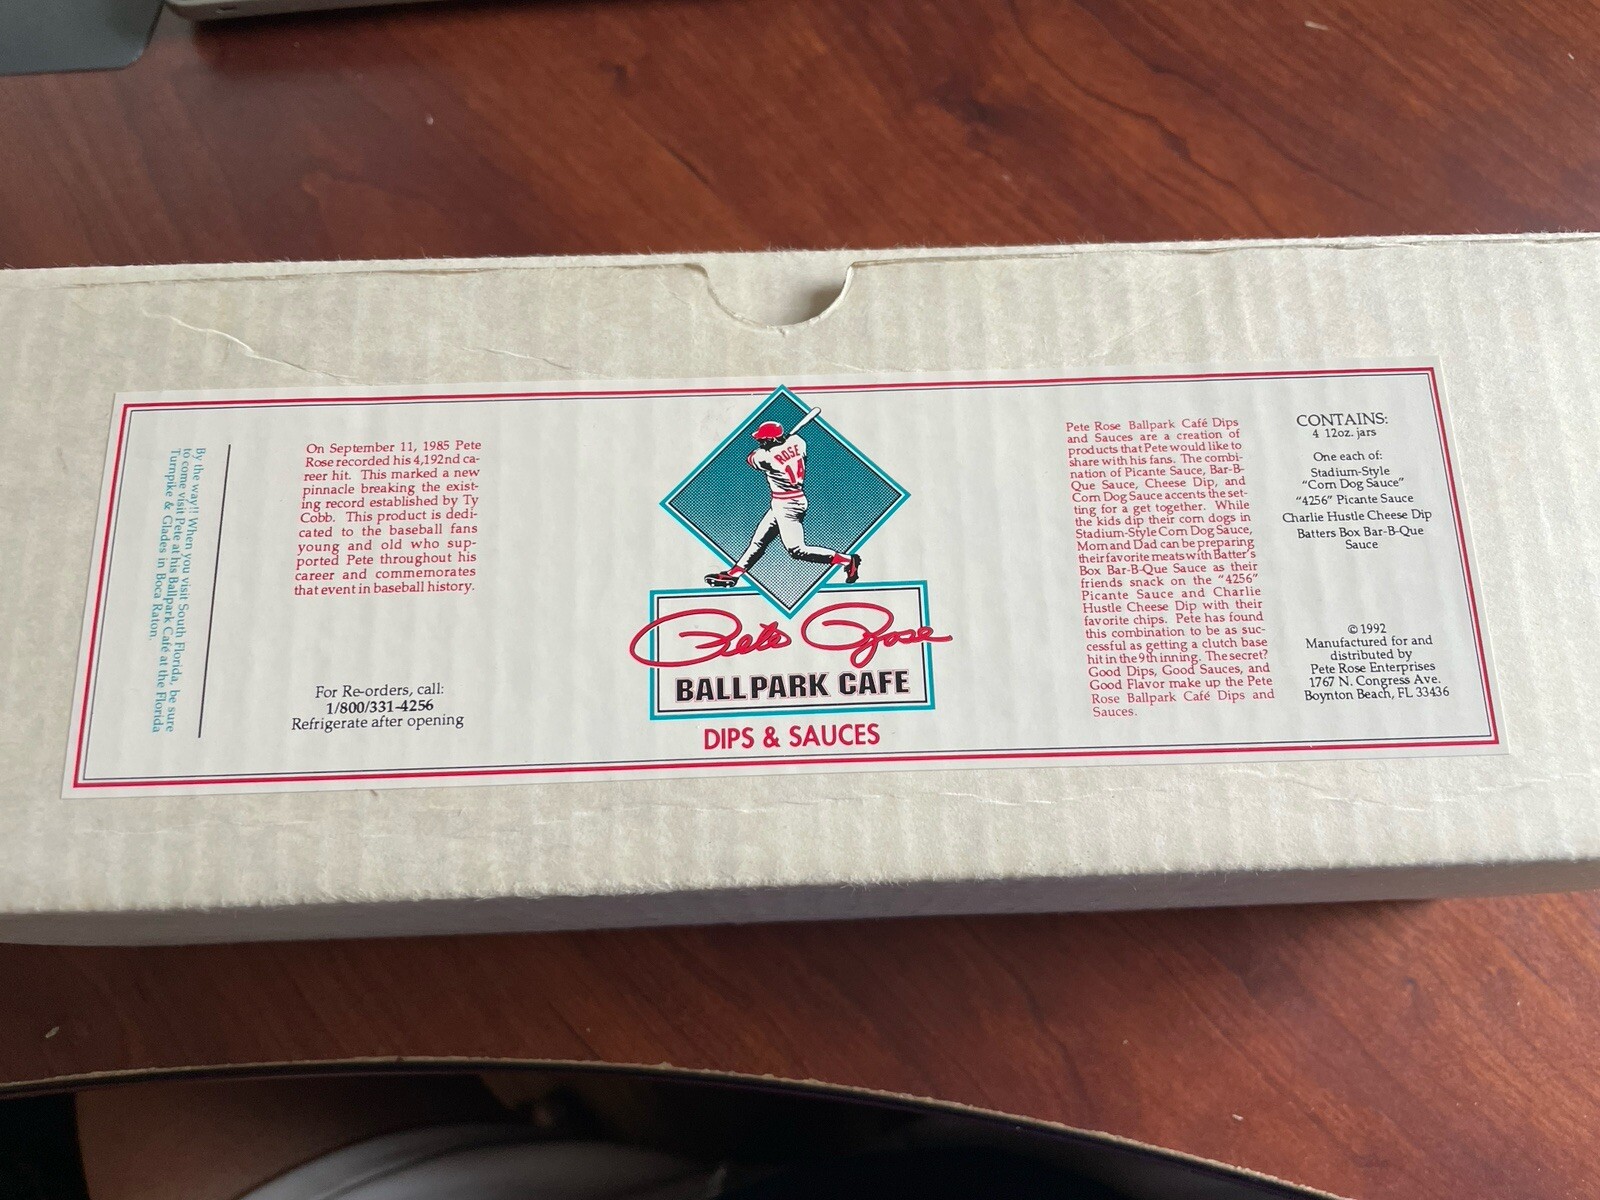 By the way!! When you visit South Florida, be sure
to come visit Pete at his Ballpark Café at the Florida
Turnpike & Glades in Boca Raton.
On September 11, 1985 Pete
Rose recorded his 4,192nd ca-
reer hit. This marked a new
pinnacle breaking the exist-
ing record established by Ty
Cobb. This product is dedi-
cated to the baseball fans
young and old who sup-
ported Pete throughout his
career and commemorates
that event in baseball history.
For Re-orders, call:
1/800/331-4256
Refrigerate after opening
ROSE
14
Pete Rose
BALLPARK CAFE
DIPS & SAUCES
Pete Rose Ballpark Café Dips
and Sauces are a creation of
products that Pete would like to
share with his fans. The combi-
nation of Picante Sauce, Bar-B-
Que Sauce, Cheese Dip, and
Corn Dog Sauce accents the set-
ting for a get together. While
the kids dip their corn dogs in
Stadium-Style Corn Dog Sauce,
Mom and Dad can be preparing
their favorite meats with Batter's
Box Bar-B-Que Sauce as their
friends snack on the "4256"
Picante Sauce and Charlie
Hustle Cheese Dip with their
favorite chips. Pete has found
this combination to be as suc-
cessful as getting a clutch base
hit in the 9th inning. The secret?
Good Dips, Good Sauces, and
Good Flavor make up the Pete
Rose Ballpark Café Dips and
Sauces.
CONTAINS:
4 12oz. jars
One each of:
Stadium-Style
"Corn Dog Sauce"
"4256" Picante Sauce
Charlie Hustle Cheese Dip
Batters Box Bar-B-Que
Sauce
© 1992
Manufactured for and
distributed by
Pete Rose Enterprises
1767 N. Congress Ave.
Boynton Beach, FL 33436